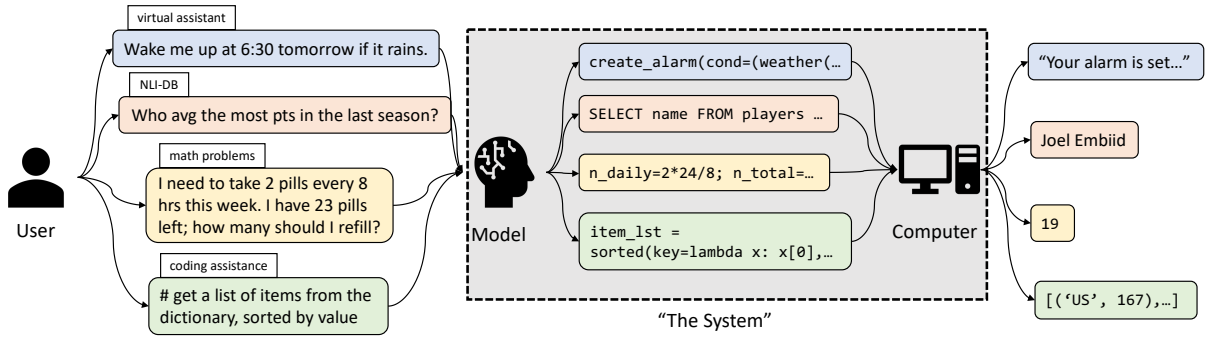 virtual assistant
Wake me up at 6:30 tomorrow if it rains.
NLI-DB
Who avg the most pts in the last season?
math problems
I need to take 2 pills every 8
hrs this week. I have 23 pills
left; how many should I refill?
coding assistance
# get a list of items from the
dictionary, sorted by value
User
create_alarm(cond=(weather(…
SELECT name FROM players …
n_daily=2*24/8; n_total=…
item_lst =
sorted(key=lambda x: x[0],…
Model
Computer
"The System"
“Your alarm is set…”
Joel Embiid
19
[(‘US’, 167),…]